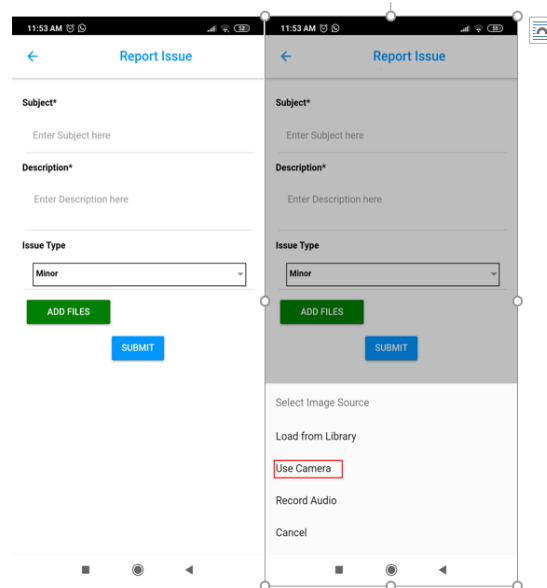 11:53 AM
Report Issue
Subject*
Enter Subject here
Description*
Enter Description here
Issue Type
Minor
ADD FILES
SUBMIT
11:53 AM
Report Issue
Subject*
Enter Subject here
Description*
Enter Description here
Issue Type
Minor
ADD FILES
SUBMIT
Select Image Source
Load from Library
Use Camera
Record Audio
Cancel